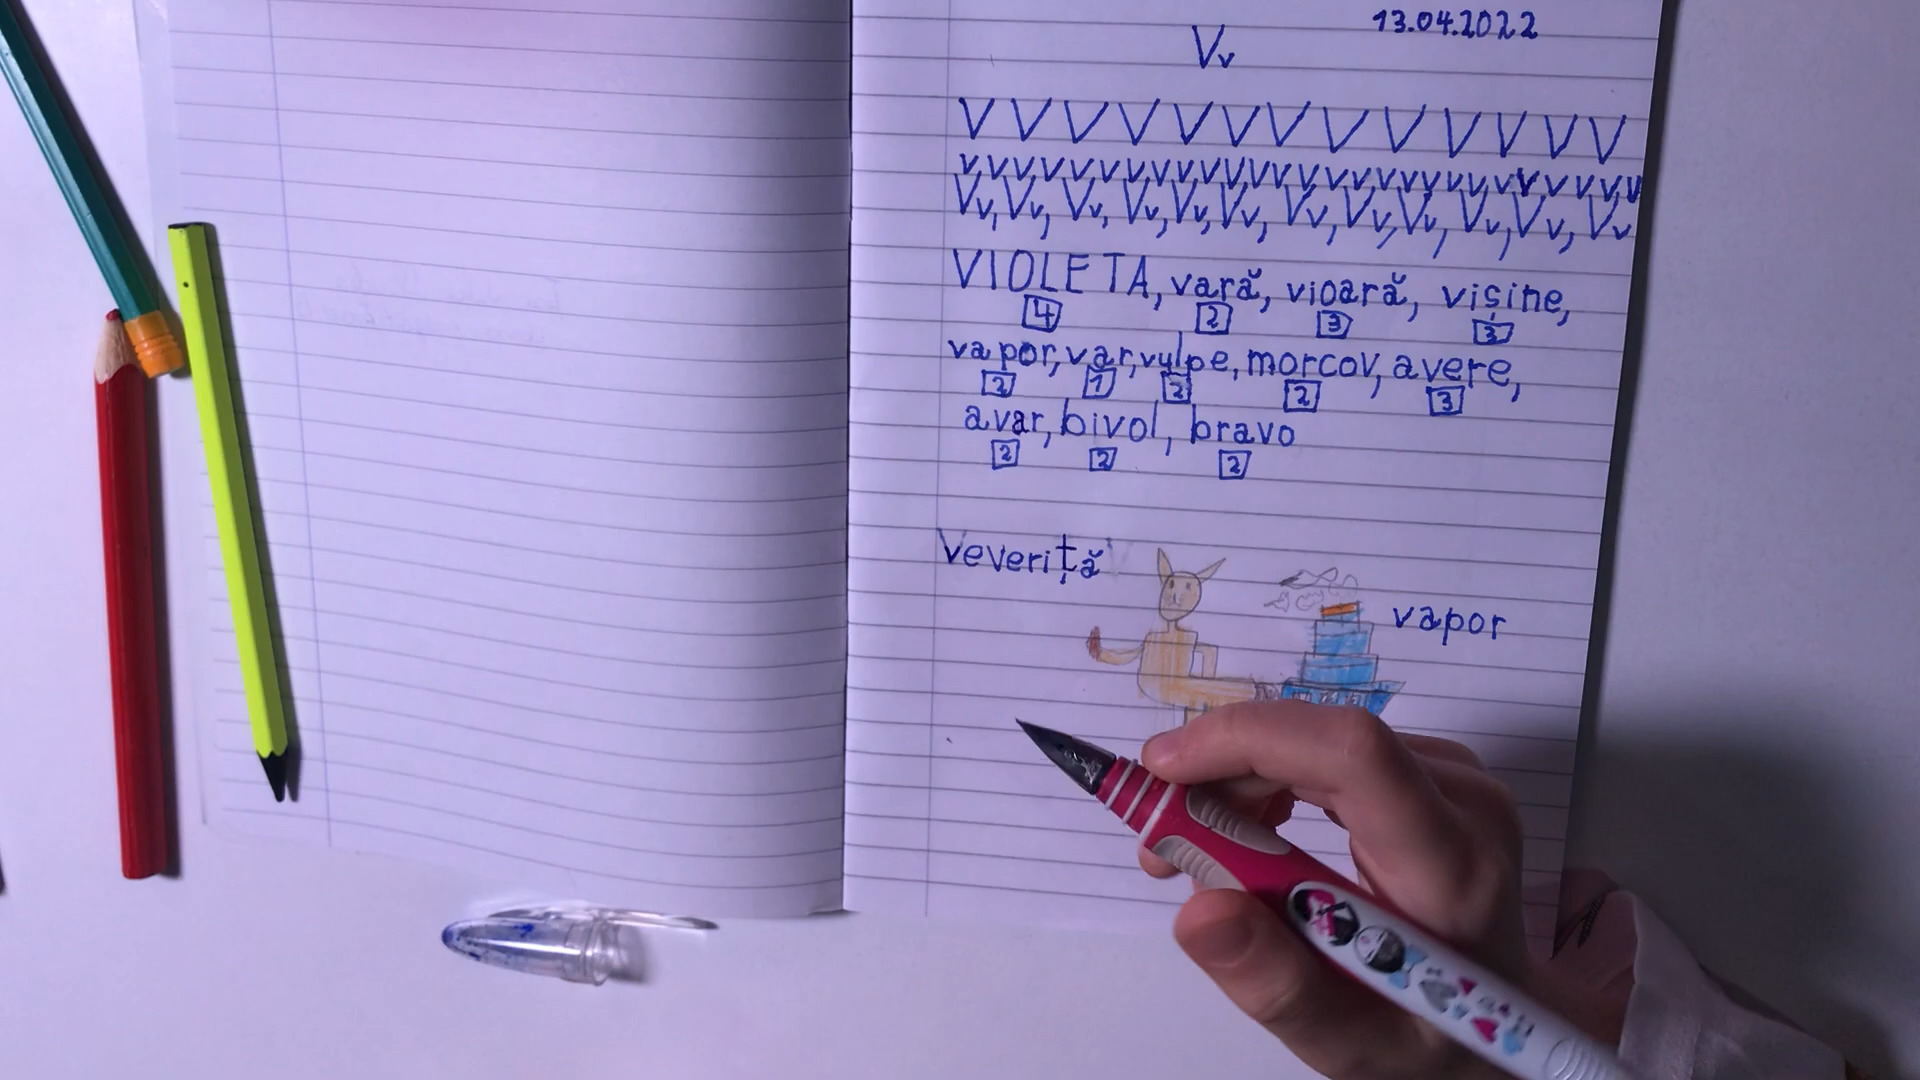 13.04.2022
Vv
V V V V V V V V V V V V V
v v v v v v v v v v v v v v v v v v v v v v v v v v v v v
Vv, Vv, Vv, Vv, Vv, Vv, Vv, Vv, Vv, Vv, Vv, Vv
VIOLETA, vară, vioară, vișine,
4 2 3 3
vapor, var, vulpe, morcov, avere,
2 1 2 2 3
avar, bivol, bravo
2 2 2
Veveriță
vapor